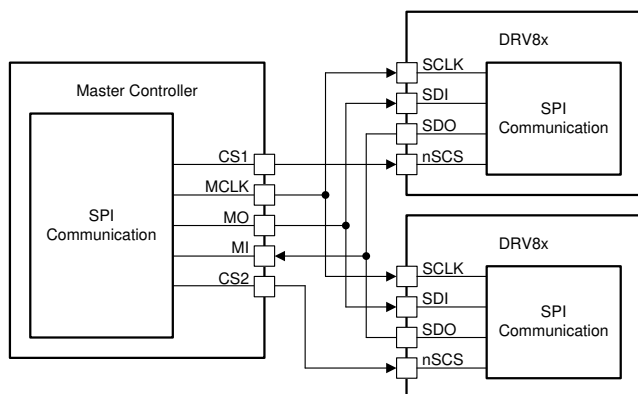 Master Controller
SPI
Communication
CS1
MCLK
MO
MI
CS2
DRV8x
SCLK
SDI
SDO
nSCS
SPI
Communication
DRV8x
SCLK
SDI
SDO
nSCS
SPI
Communication